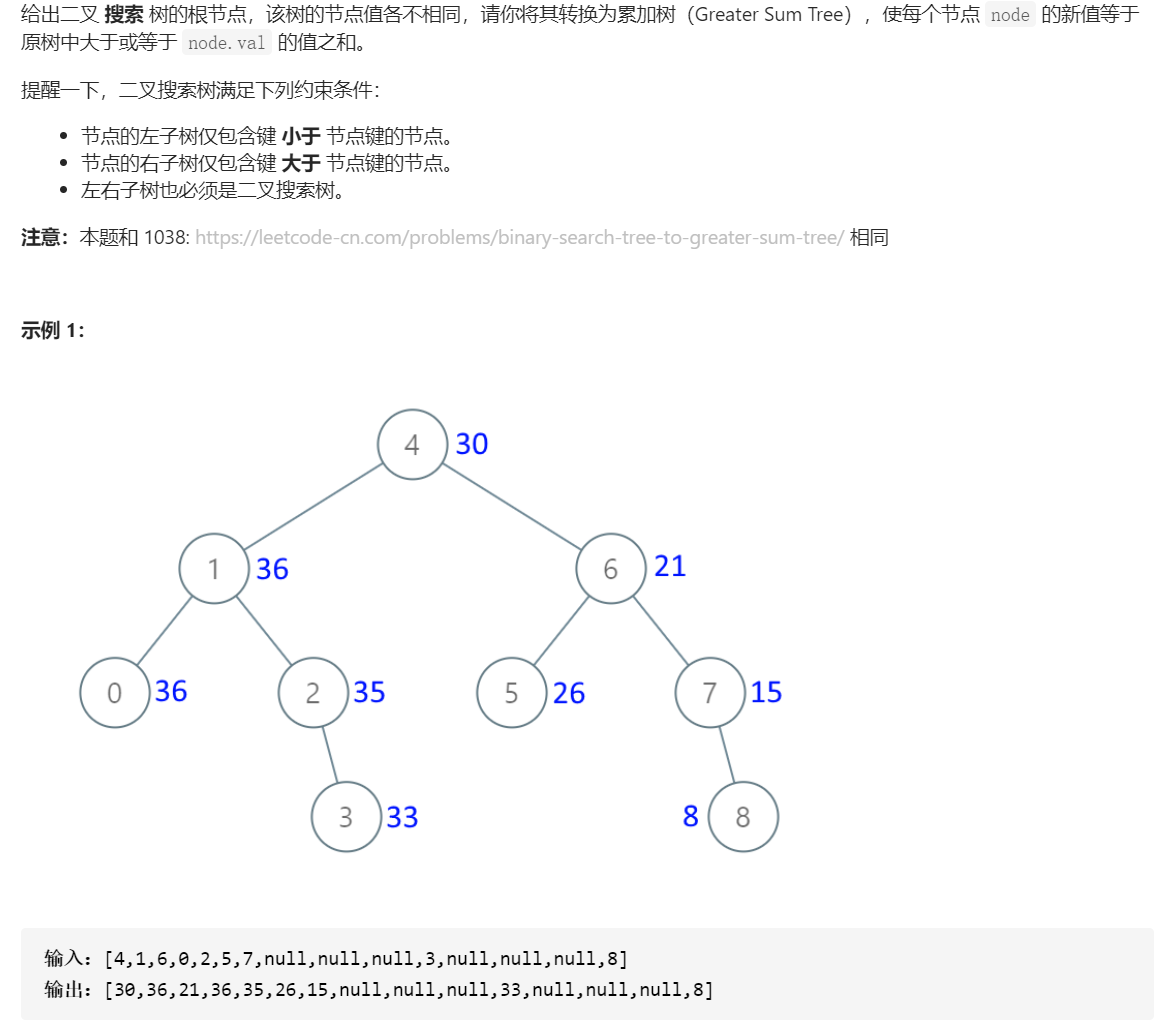 给出二叉 搜索 树的根节点，该树的节点值各不相同，请你将其转换为累加树（Greater Sum Tree），使每个节点 node 的新值等于
原树中大于或等于 node.val 的值之和。
提醒一下，二叉搜索树满足下列约束条件：
节点的左子树仅包含键 小于 节点键的节点。
节点的右子树仅包含键 大于 节点键的节点。
左右子树也必须是二叉搜索树。
注意：本题和 1038: https://leetcode-cn.com/problems/binary-search-tree-to-greater-sum-tree/ 相同
示例 1：
4 30
1 36 6 21
0 36 2 35 5 26 7 15
3 33 8 8
输入：[4,1,6,0,2,5,7,null,null,null,3,null,null,null,8]
输出：[30,36,21,36,35,26,15,null,null,null,33,null,null,null,8]